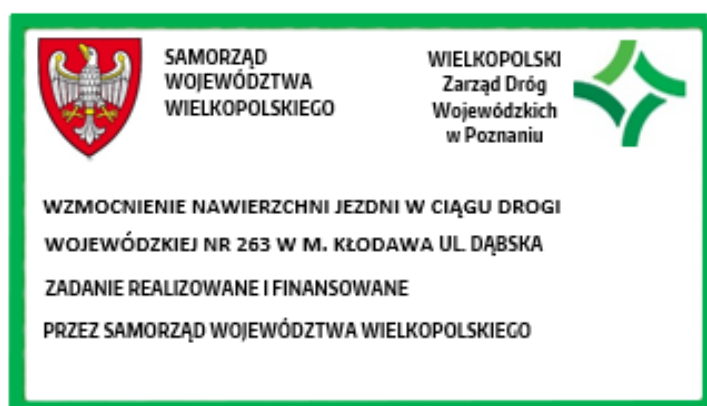 SAMORZĄD
WOJEWÓDZTWA
WIELKOPOLSKIEGO
WIELKOPOLSKI
Zarząd Dróg
Wojewódzkich
w Poznaniu
WZMOCNIENIE NAWIERZCHNI JEZDNI W CIĄGU DROGI
WOJEWÓDZKIEJ NR 263 W M. KŁODAWA UL. DĄBSKA
ZADANIE REALIZOWANE I FINANSOWANE
PRZEZ SAMORZĄD WOJEWÓDZTWA WIELKOPOLSKIEGO